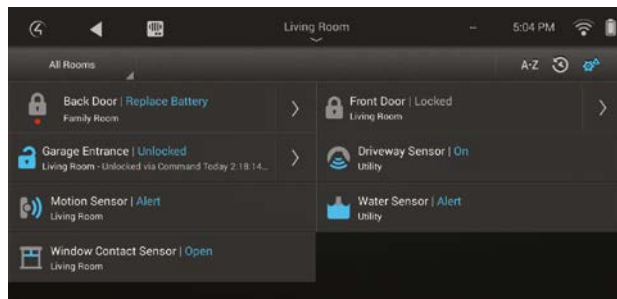 Living Room
--
5:04 PM
All Rooms
A-Z
Back Door | Replace Battery
Family Room
Front Door | Locked
Living Room
Garage Entrance | Unlocked
Living Room - Unlocked via Command Today 2:18:14...
Driveway Sensor | On
Utility
Motion Sensor | Alert
Living Room
Water Sensor | Alert
Utility
Window Contact Sensor | Open
Living Room